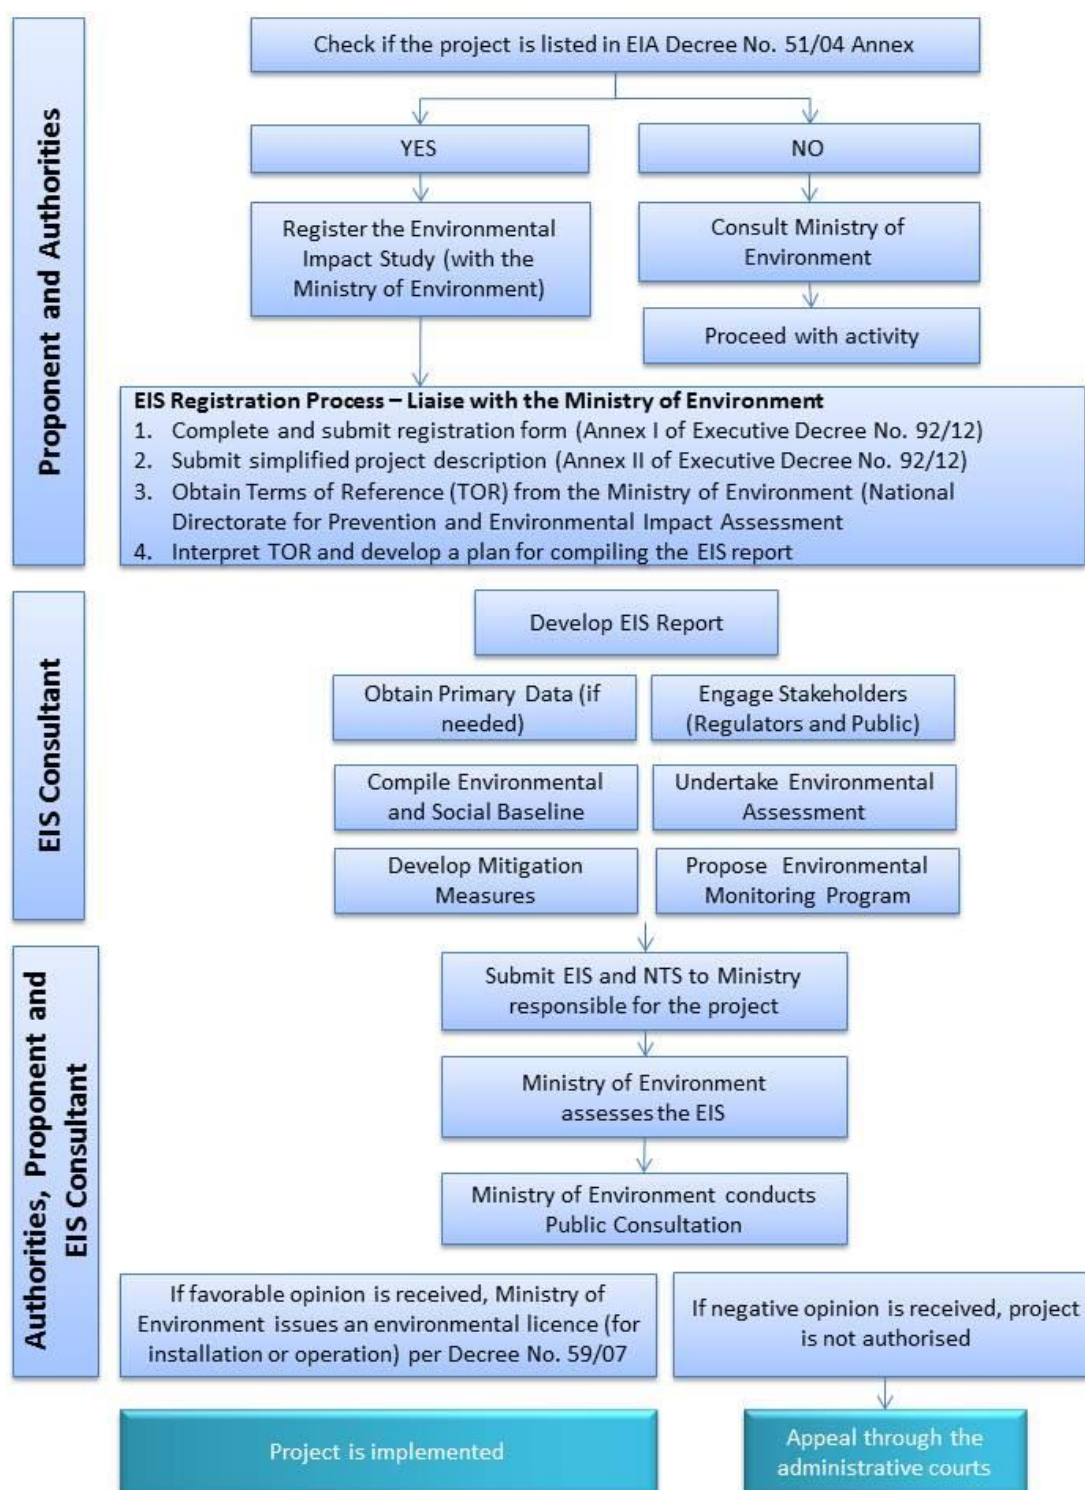 Proponent and Authorities
Check if the project is listed in EIA Decree No. 51/04 Annex
YES
NO
Register the Environmental
Impact Study (with the
Ministry of Environment)
Consult Ministry of
Environment
Proceed with activity
EIS Registration Process – Liaise with the Ministry of Environment
1. Complete and submit registration form (Annex I of Executive Decree No. 92/12)
2. Submit simplified project description (Annex II of Executive Decree No. 92/12)
3. Obtain Terms of Reference (TOR) from the Ministry of Environment (National
Directorate for Prevention and Environmental Impact Assessment
4. Interpret TOR and develop a plan for compiling the EIS report
EIS Consultant
Develop EIS Report
Obtain Primary Data (if
needed)
Engage Stakeholders
(Regulators and Public)
Compile Environmental
and Social Baseline
Undertake Environmental
Assessment
Develop Mitigation
Measures
Propose Environmental
Monitoring Program
Authorities, Proponent and
EIS Consultant
Submit EIS and NTS to Ministry
responsible for the project
Ministry of Environment
assesses the EIS
Ministry of Environment conducts
Public Consultation
If favorable opinion is received, Ministry of
Environment issues an environmental licence (for
installation or operation) per Decree No. 59/07
If negative opinion is received, project
is not authorised
Project is implemented
Appeal through the
administrative courts